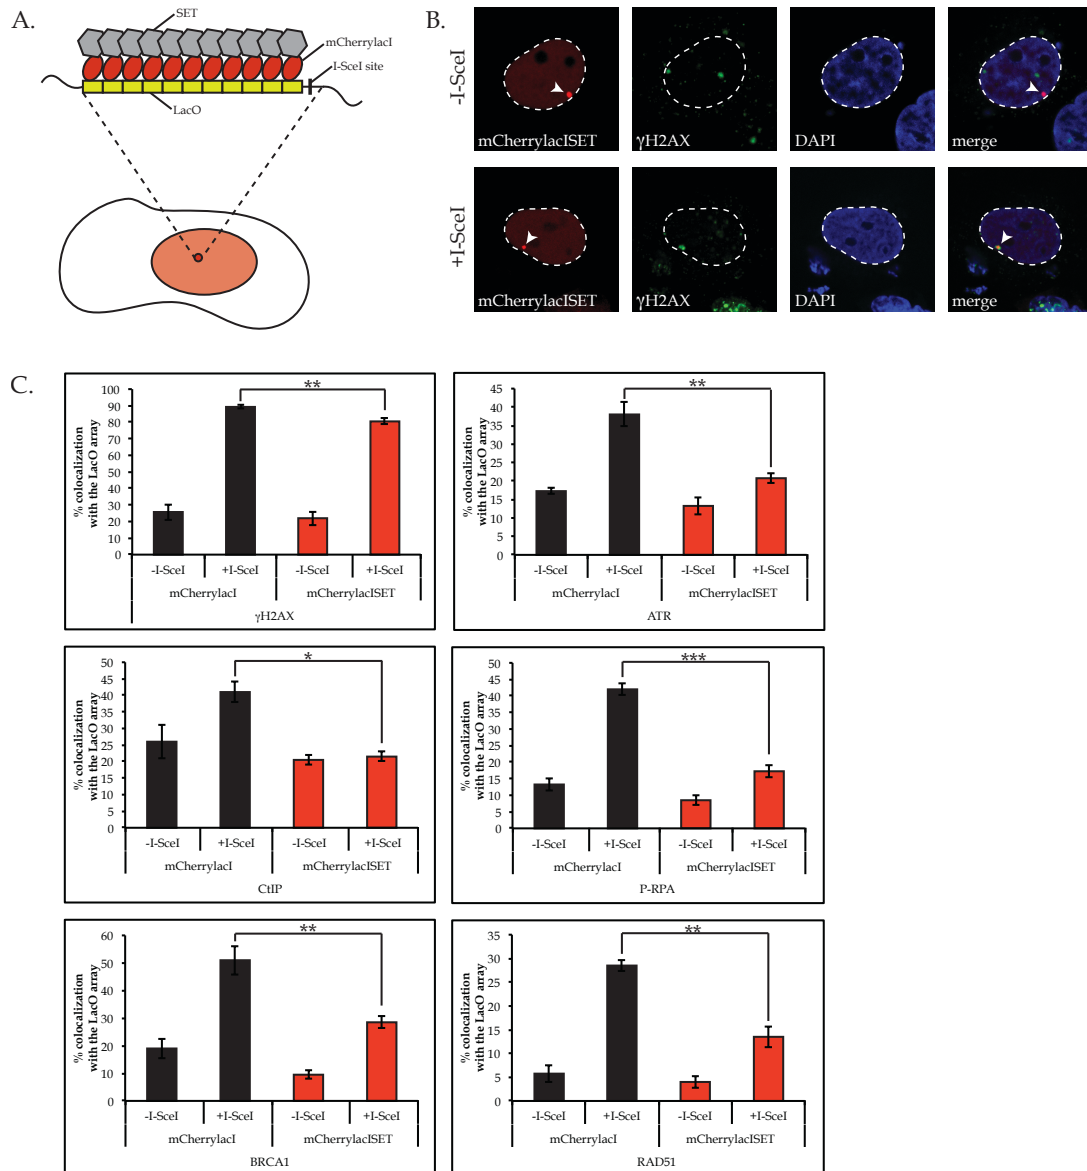 A.
SET
mCherrylacI
I-SceI site
LacO
B.
-I-SceI
mCherrylacISET
γH2AX
DAPI
merge
+I-SceI
mCherrylacISET
γH2AX
DAPI
merge
C.
% colocalization
with the LacO array
100
90
80
70
60
50
40
30
20
10
0
**
-I-SceI +I-SceI -I-SceI +I-SceI
mCherrylacI mCherrylacISET
γH2AX
% colocalization
with the LacO array
45
40
35
30
25
20
15
10
5
0
**
-I-SceI +I-SceI -I-SceI +I-SceI
mCherrylacI mCherrylacISET
ATR
% colocalization
with the LacO array
50
45
40
35
30
25
20
15
10
5
0
*
-I-SceI +I-SceI -I-SceI +I-SceI
mCherrylacI mCherrylacISET
CtIP
% colocalization
with the LacO array
50
45
40
35
30
25
20
15
10
5
0
***
-I-SceI +I-SceI -I-SceI +I-SceI
mCherrylacI mCherrylacISET
P-RPA
% colocalization
with the LacO array
60
50
40
30
20
10
0
**
-I-SceI +I-SceI -I-SceI +I-SceI
mCherrylacI mCherrylacISET
BRCA1
% colocalization
with the LacO array
35
30
25
20
15
10
5
0
**
-I-SceI +I-SceI -I-SceI +I-SceI
mCherrylacI mCherrylacISET
RAD51